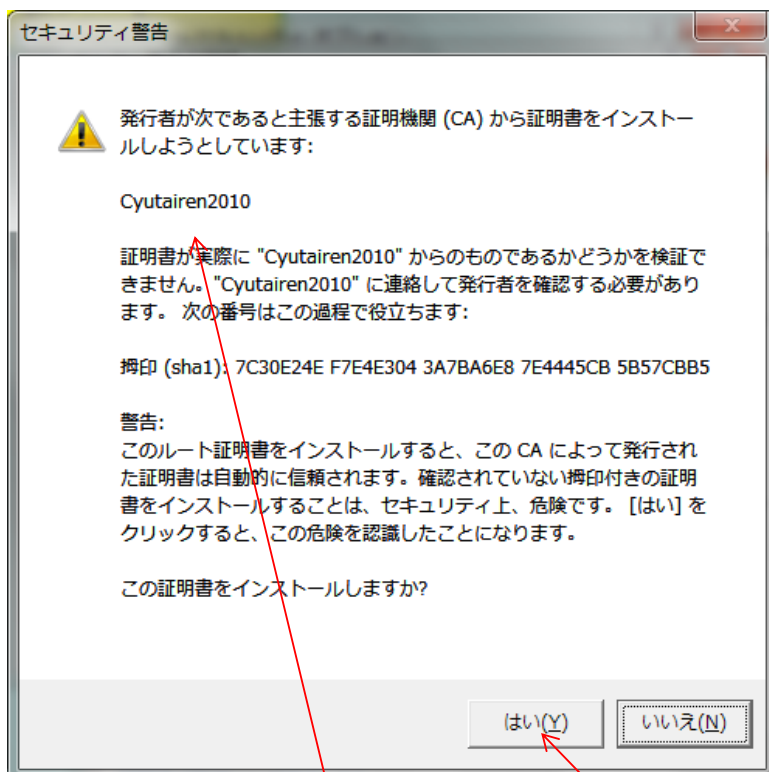 セキュリティ警告
発行者が次であると主張する証明機関 (CA) から証明書をインストー
ルしようとしています:
Cyutairen2010
証明書が実際に "Cyutairen2010" からのものであるかどうかを検証で
きません。"Cyutairen2010" に連絡して発行者を確認する必要があり
ます。 次の番号はこの過程で役立ちます:
拇印 (sha1): 7C30E24E F7E4E304 3A7BA6E8 7E4445CB 5B57CBB5
警告:
このルート証明書をインストールすると、この CA によって発行され
た証明書は自動的に信頼されます。確認されていない拇印付きの証明
書をインストールすることは、セキュリティ上、危険です。 [はい] を
クリックすると、この危険を認識したことになります。
この証明書をインストールしますか?
はい(Y) いいえ(N)